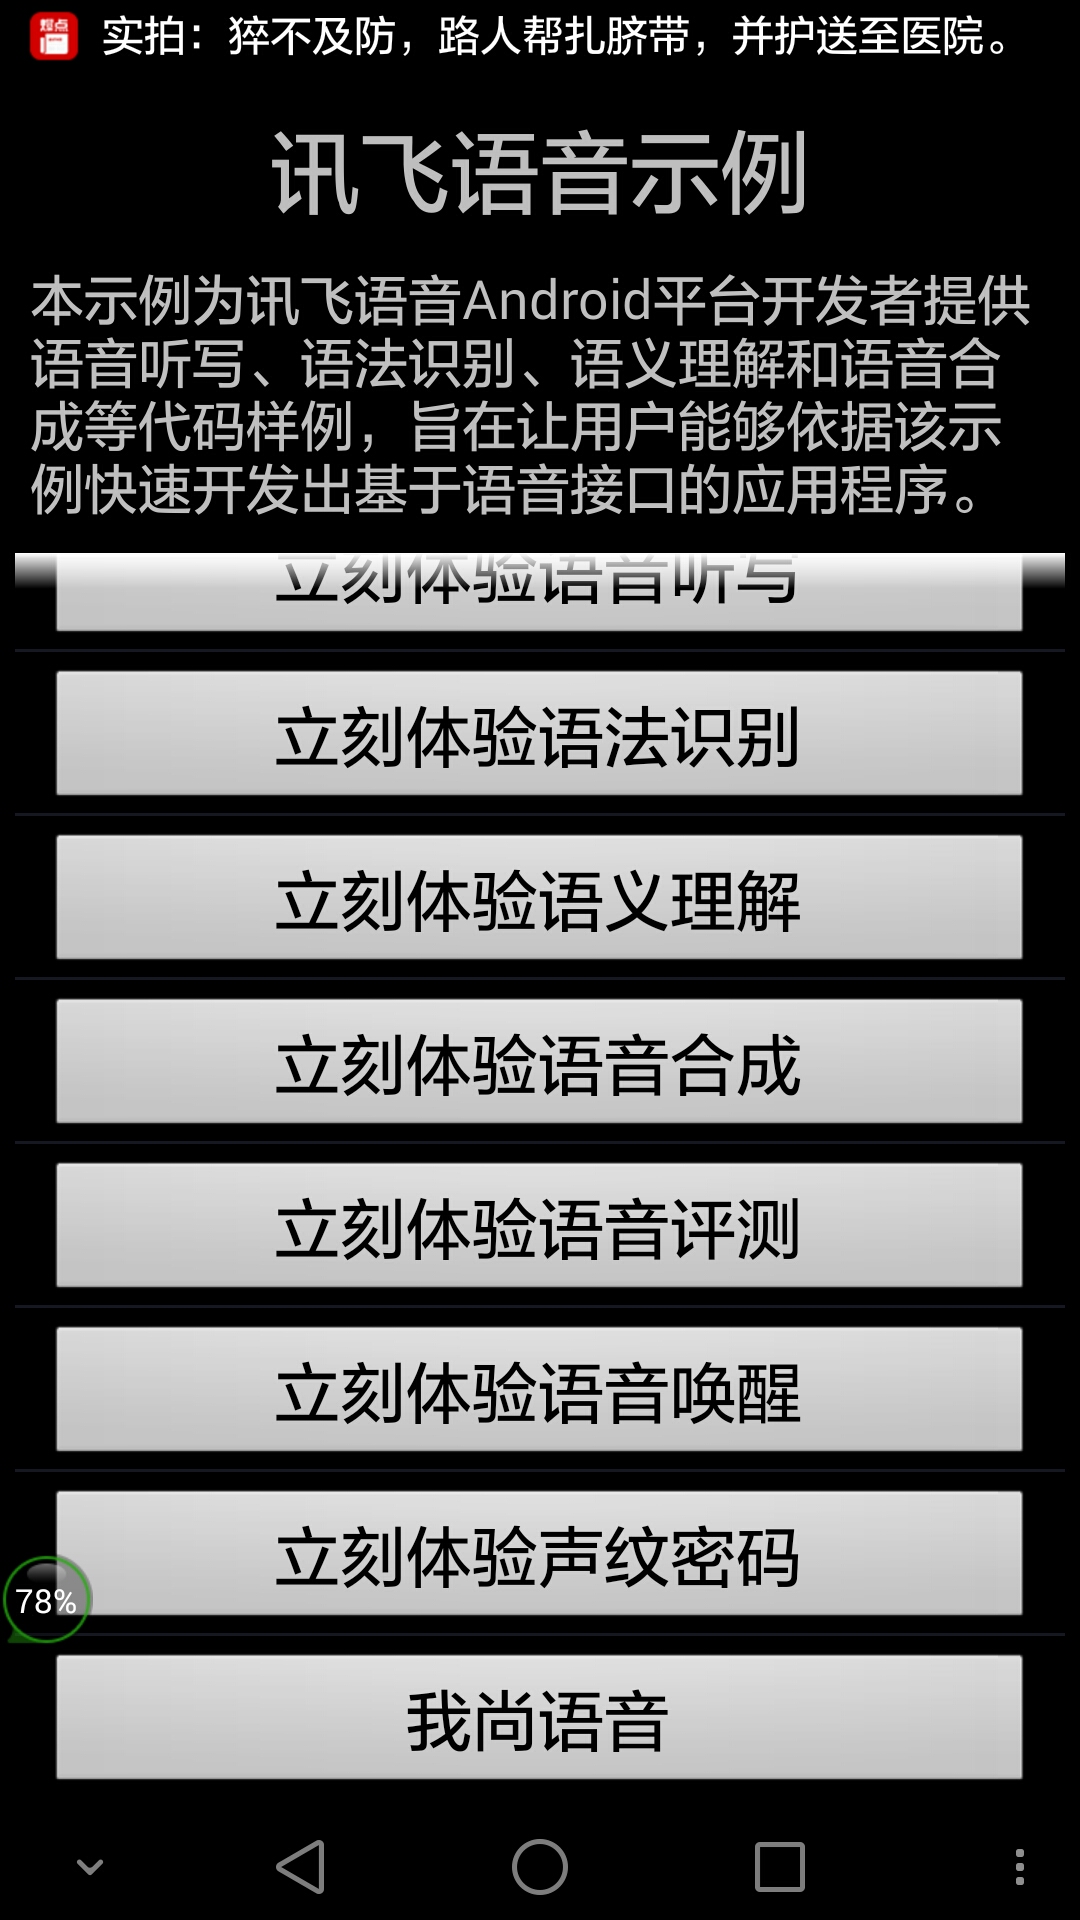 实拍：猝不及防，路人帮扎脐带，并护送至医院。
讯飞语音示例
本示例为讯飞语音Android平台开发者提供
语音听写、语法识别、语义理解和语音合
成等代码样例，旨在让用户能够依据该示
例快速开发出基于语音接口的应用程序。
立刻体验语音听写
立刻体验语法识别
立刻体验语义理解
立刻体验语音合成
立刻体验语音评测
立刻体验语音唤醒
立刻体验声纹密码
78%
我尚语音